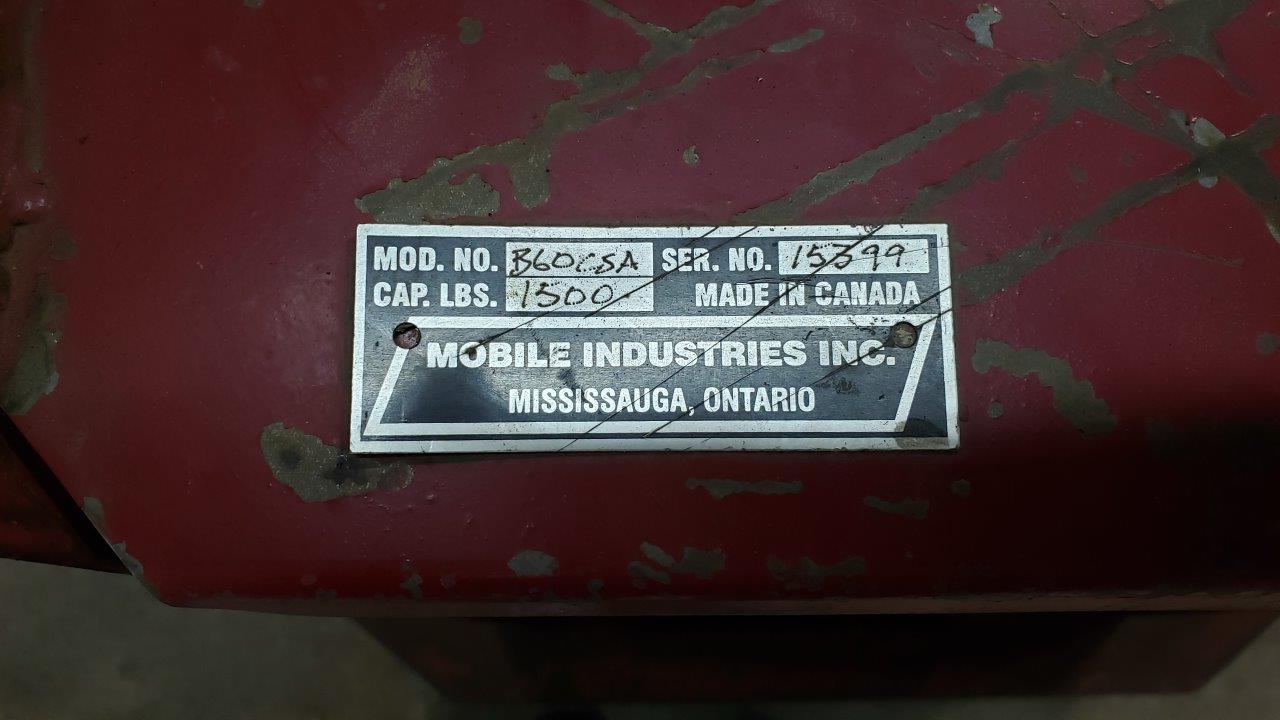 MOD. NO. B60CSA SER. NO. 15399
CAP. LBS. 1500 MADE IN CANADA
MOBILE INDUSTRIES INC.
MISSISSAUGA, ONTARIO